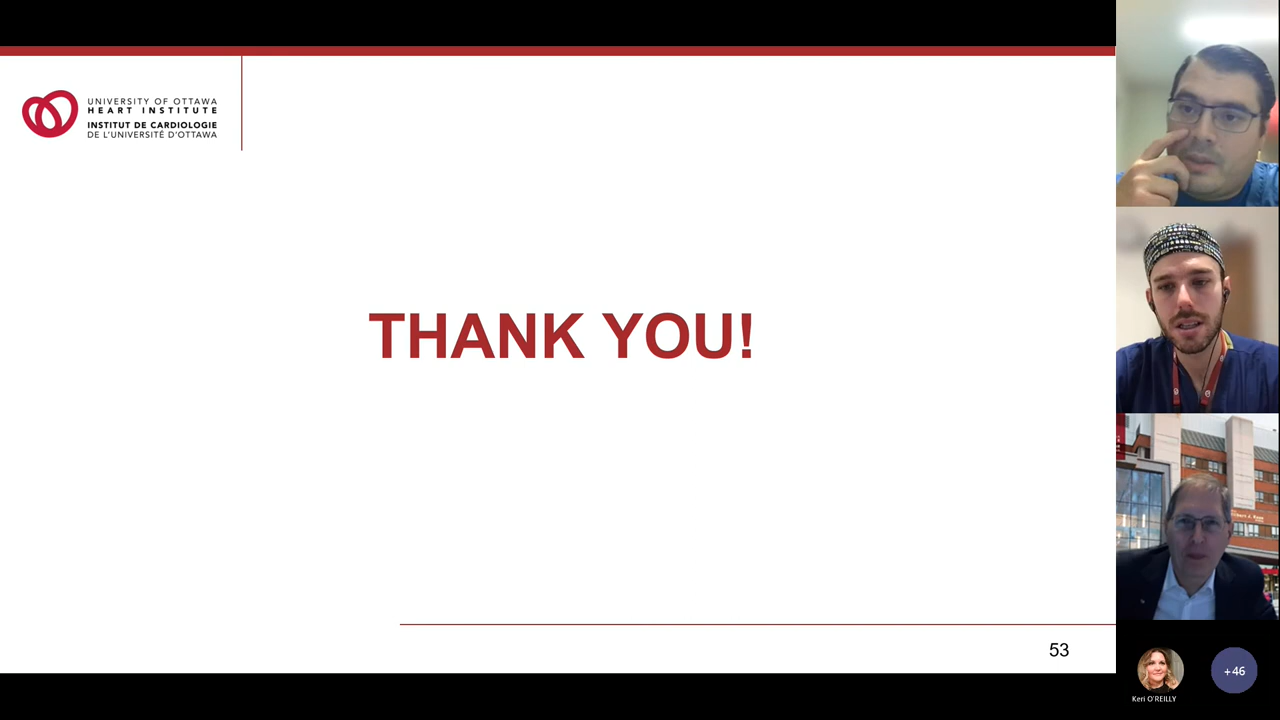 UNIVERSITY OF OTTAWA
HEART INSTITUTE
INSTITUT DE CARDIOLOGIE
DE L'UNIVERSITÉ D'OTTAWA
THANK YOU!
53
Keri O'REILLY
+46